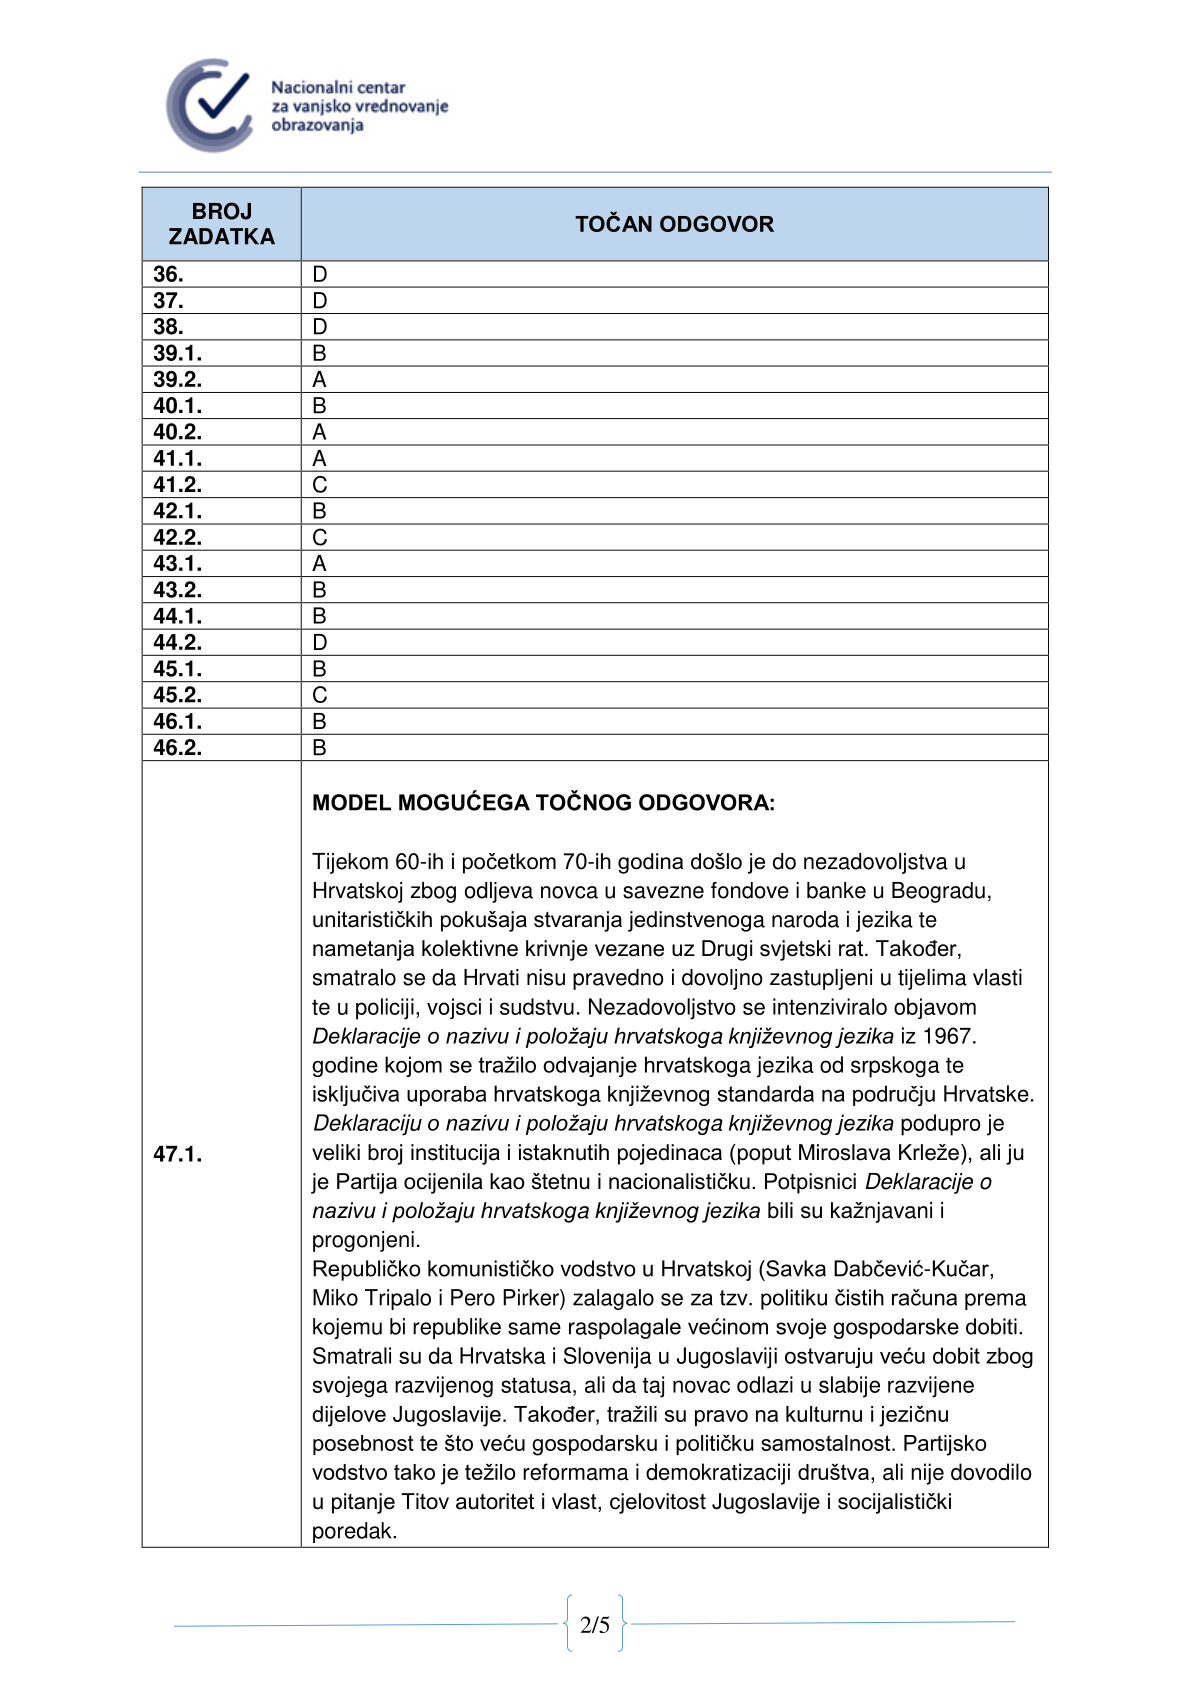 Nacionalni centar
za vanjsko vrednovanje
obrazovanja
BROJ
ZADATKA
TOČAN ODGOVOR
36. D
37. D
38. D
39.1. B
39.2. A
40.1. B
40.2. A
41.1. A
41.2. C
42.1. B
42.2. C
43.1. A
43.2. B
44.1. B
44.2. D
45.1. B
45.2. C
46.1. B
46.2. B
47.1.
MODEL MOGUĆEGA TOČNOG ODGOVORA:
Tijekom 60-ih i početkom 70-ih godina došlo je do nezadovoljstva u
Hrvatskoj zbog odljeva novca u savezne fondove i banke u Beogradu,
unitarističkih pokušaja stvaranja jedinstvenoga naroda i jezika te
nametanja kolektivne krivnje vezane uz Drugi svjetski rat. Također,
smatralo se da Hrvati nisu pravedno i dovoljno zastupljeni u tijelima vlasti
te u policiji, vojsci i sudstvu. Nezadovoljstvo se intenziviralo objavom
Deklaracije o nazivu i položaju hrvatskoga književnog jezika iz 1967.
godine kojom se tražilo odvajanje hrvatskoga jezika od srpskoga te
isključiva uporaba hrvatskoga književnog standarda na području Hrvatske.
Deklaraciju o nazivu i položaju hrvatskoga književnog jezika podupro je
veliki broj institucija i istaknutih pojedinaca (poput Miroslava Krleže), ali ju
je Partija ocijenila kao štetnu i nacionalističku. Potpisnici Deklaracije o
nazivu i položaju hrvatskoga književnog jezika bili su kažnjavani i
progonjeni.
Republičko komunističko vodstvo u Hrvatskoj (Savka Dabčević-Kučar,
Miko Tripalo i Pero Pirker) zalagalo se za tzv. politiku čistih računa prema
kojemu bi republike same raspolagale većinom svoje gospodarske dobiti.
Smatrali su da Hrvatska i Slovenija u Jugoslaviji ostvaruju veću dobit zbog
svojega razvijenog statusa, ali da taj novac odlazi u slabije razvijene
dijelove Jugoslavije. Također, tražili su pravo na kulturnu i jezičnu
posebnost te što veću gospodarsku i političku samostalnost. Partijsko
vodstvo tako je težilo reformama i demokratizaciji društva, ali nije dovodilo
u pitanje Titov autoritet i vlast, cjelovitost Jugoslavije i socijalistički
poredak.
2/5